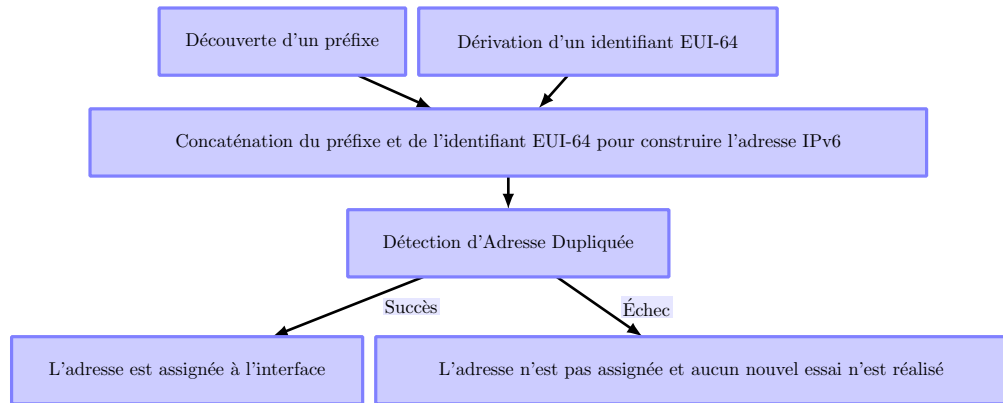 Découverte d'un préfixe
Dérivation d'un identifiant EUI-64
Concaténation du préfixe et de l'identifiant EUI-64 pour construire l'adresse IPv6
Détection d'Adresse Dupliquée
Succès
Échec
L'adresse est assignée à l'interface
L'adresse n'est pas assignée et aucun nouvel essai n'est réalisé